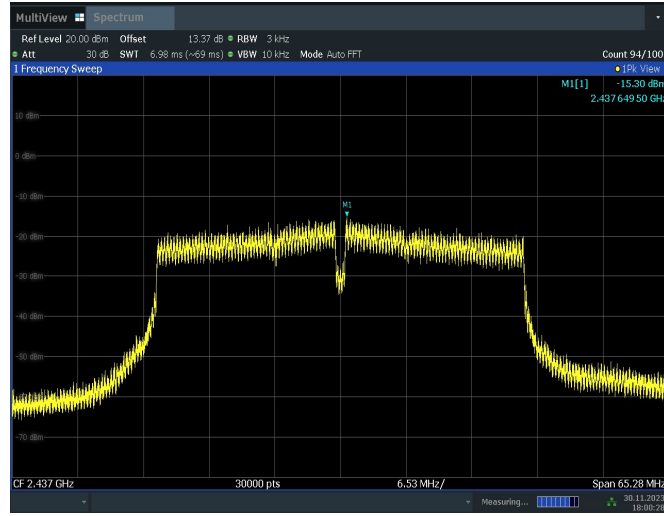 MultiView Spectrum
Ref Level 20.00 dBm Offset 13.37 dB RBW 3 kHz
Att 30 dB SWT 6.98 ms (~69 ms) VBW 10 kHz Mode Auto FFT Count 94/100
1 Frequency Sweep 1Pk View
M1[1] -15.30 dBm
2.437 649 50 GHz
10 dBm
0 dBm
-10 dBm
M1
-20 dBm
-30 dBm
-40 dBm
-50 dBm
-70 dBm
CF 2.437 GHz 30000 pts 6.53 MHz/ Span 65.28 MHz
Measuring... 30.11.2023
18:00:28